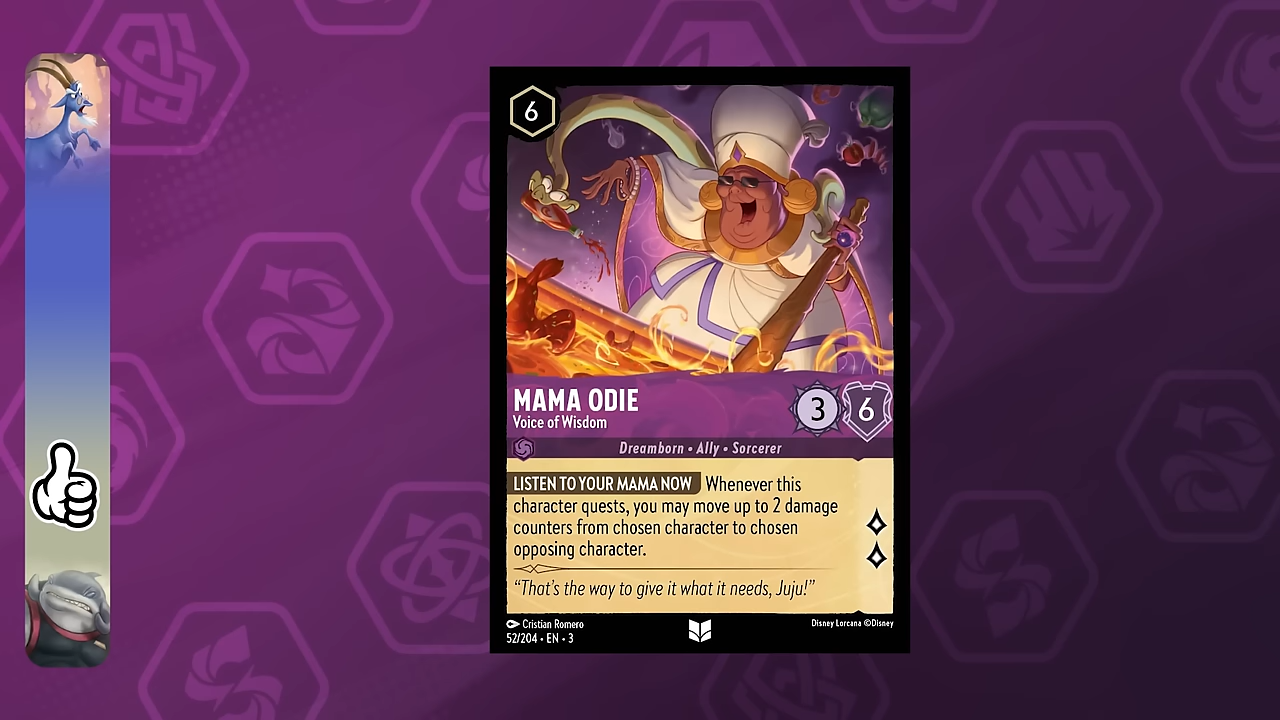 6
MAMA ODIE
Voice of Wisdom
3 6
Dreamborn • Ally • Sorcerer
LISTEN TO YOUR MAMA NOW Whenever this
character quests, you may move up to 2 damage
counters from chosen character to chosen
opposing character.
“That’s the way to give it what it needs, Juju!”
Cristian Romero
Disney Lorcana ©Disney
52/204 • EN • 3